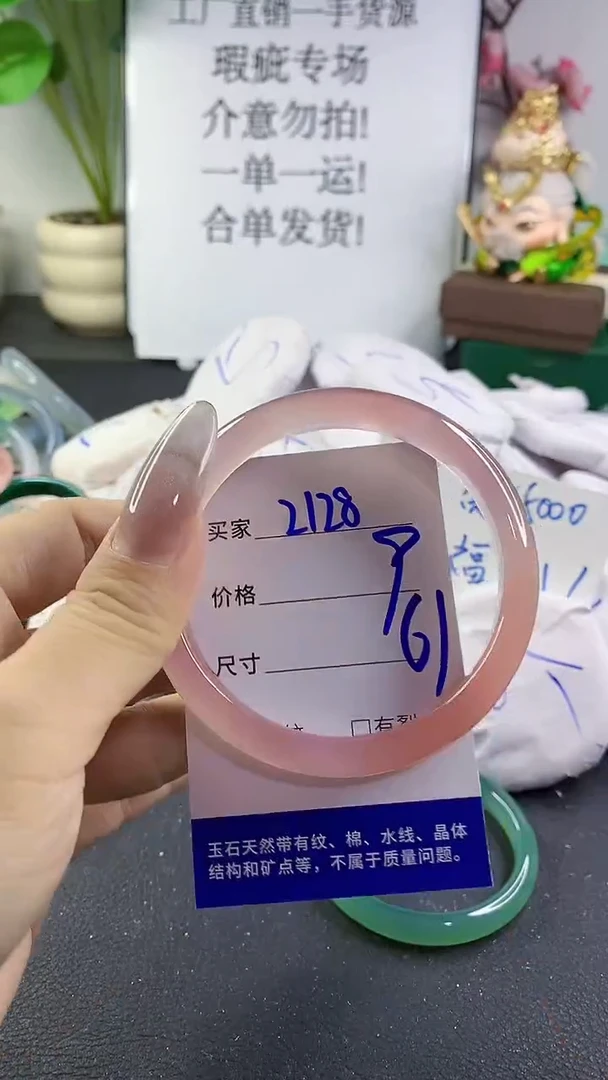 工厂直销一手货源
瑕疵专场
介意勿拍!
一单一运!
合单发货!
买家 2128
价格
尺寸 61
有裂
玉石天然带有纹、棉、水线、晶体
结构和矿点等，不属于质量问题。
5000
福